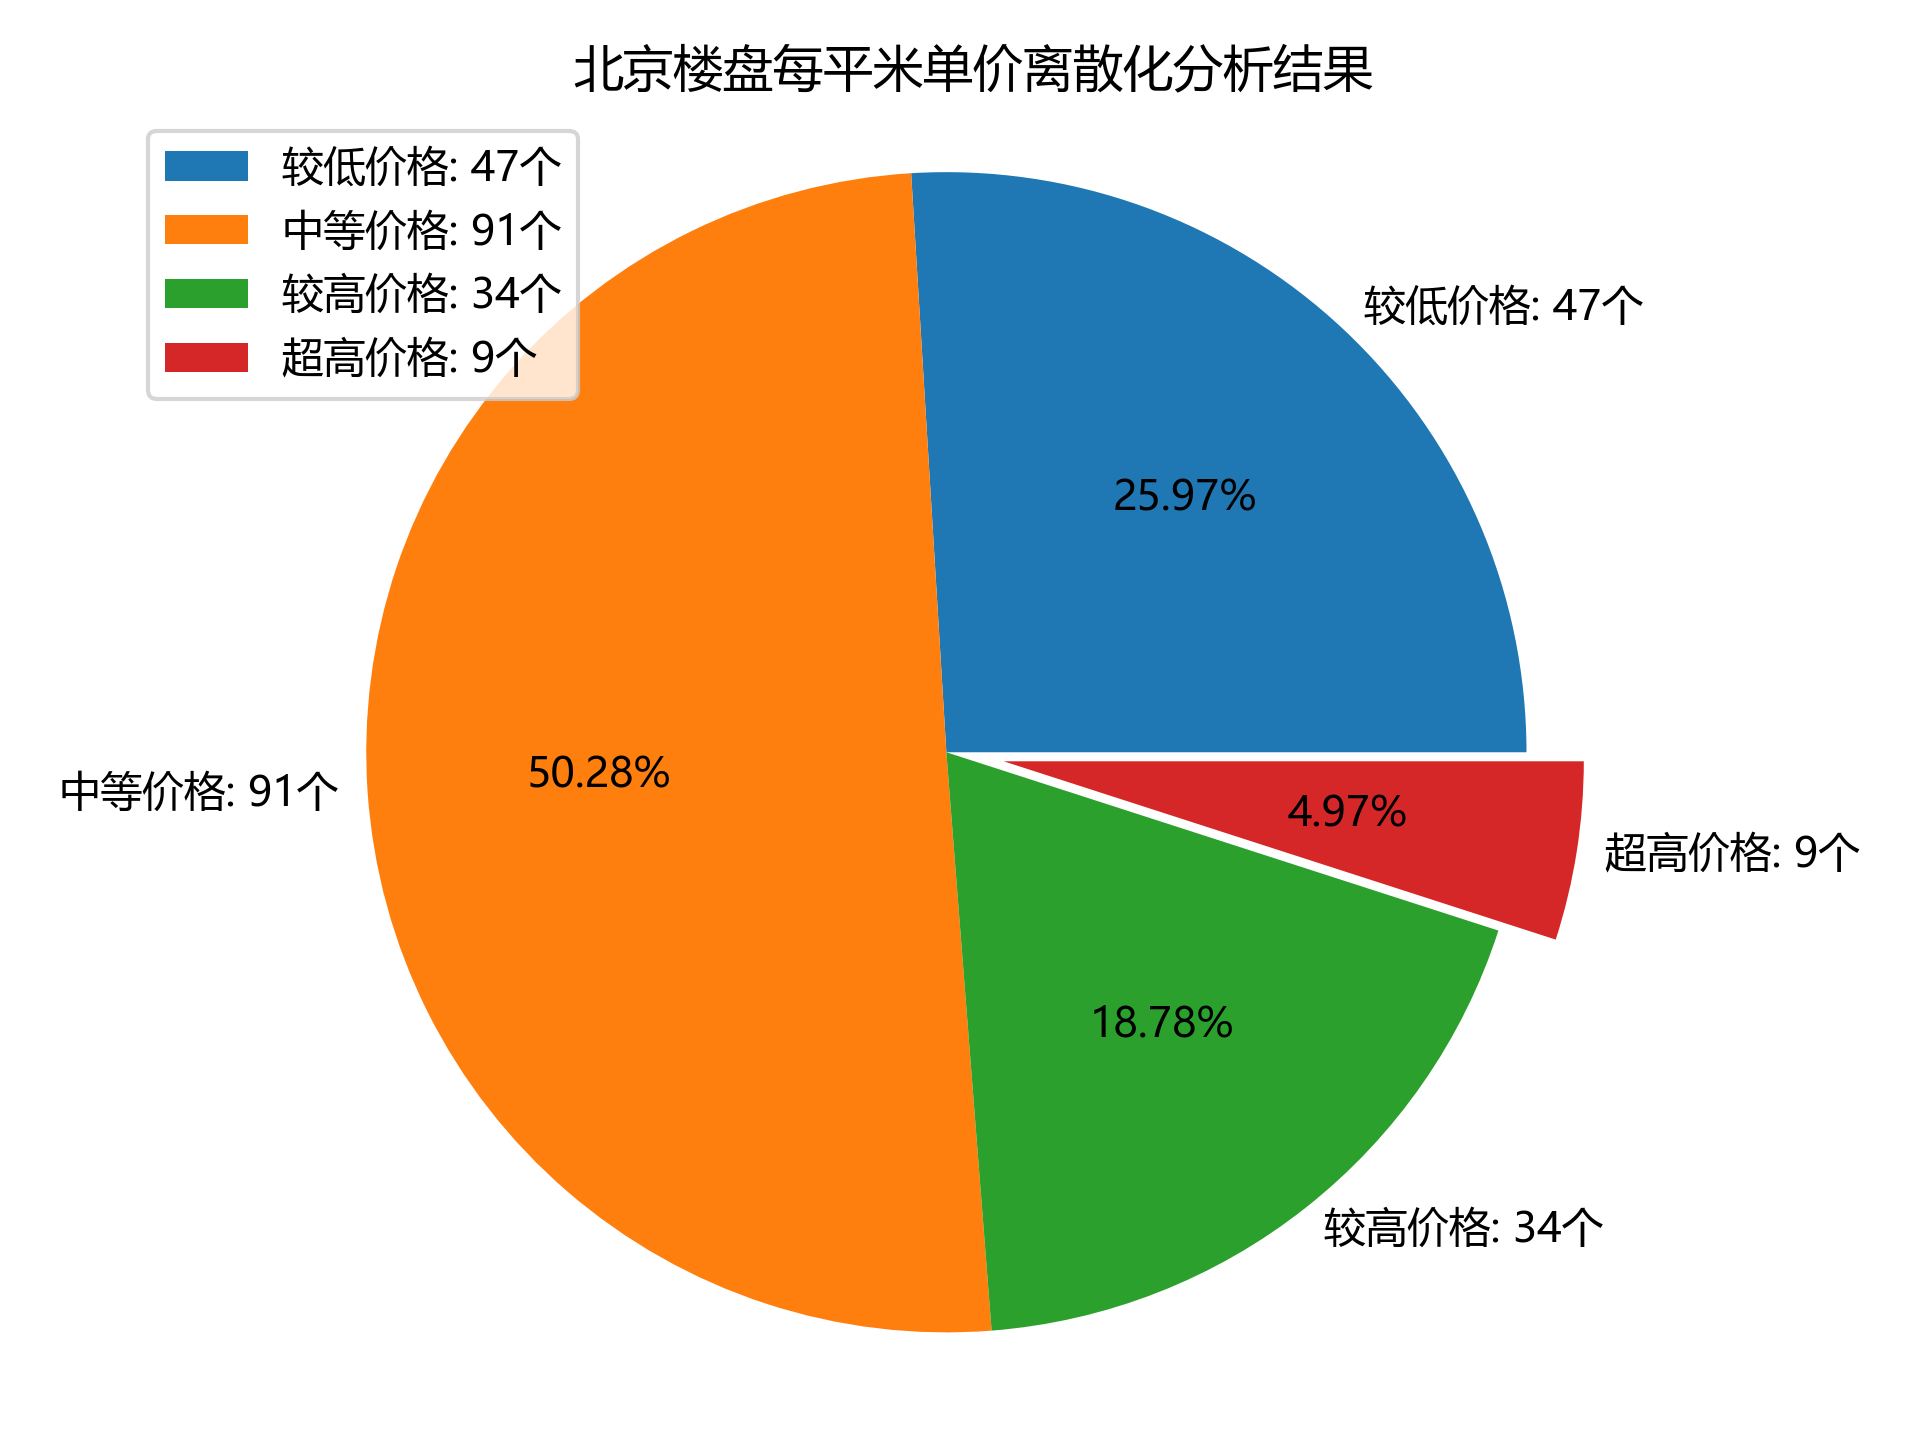 北京楼盘每平米单价离散化分析结果
较低价格: 47个
中等价格: 91个
较高价格: 34个
超高价格: 9个
较低价格: 47个
25.97%
中等价格: 91个
50.28%
4.97%
超高价格: 9个
18.78%
较高价格: 34个